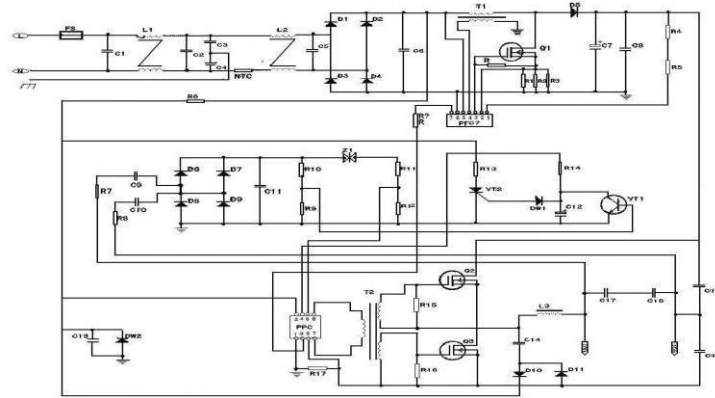 FS L1 L2 D1 D2 T1 D5
L C1 C2 C3 C5 C6 Q1 C7 C8 R4
N C4 NTC D3 D4 R R1 R2 R3 R5
R6 R? PFC7
R
Z1
C9 D6 D7 C11 R10 R11 R13 R14
R7 C10 D8 D9 R9 R12 VT2 DW1 C12 VT1
R8
T2 Q2 C17 C18
PPC R15 L3
C13 DW2 Q3 C14
R17 R16 D10 D11